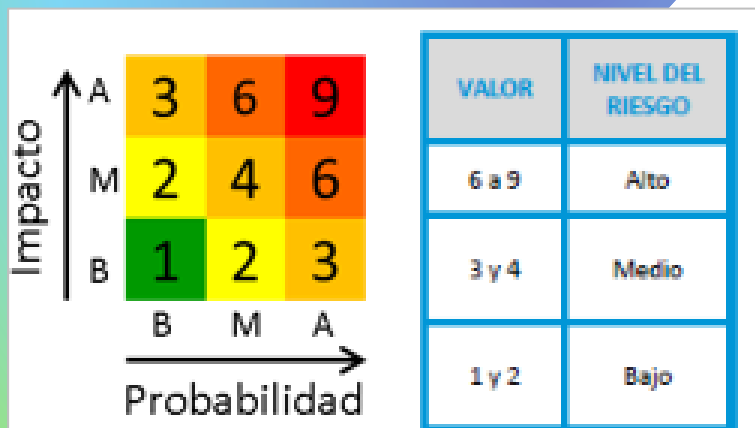 Impacto
A 3 6 9
M 2 4 6
B 1 2 3
B M A
Probabilidad
VALOR NIVEL DEL RIESGO
6 a 9 Alto
3 y 4 Medio
1 y 2 Bajo